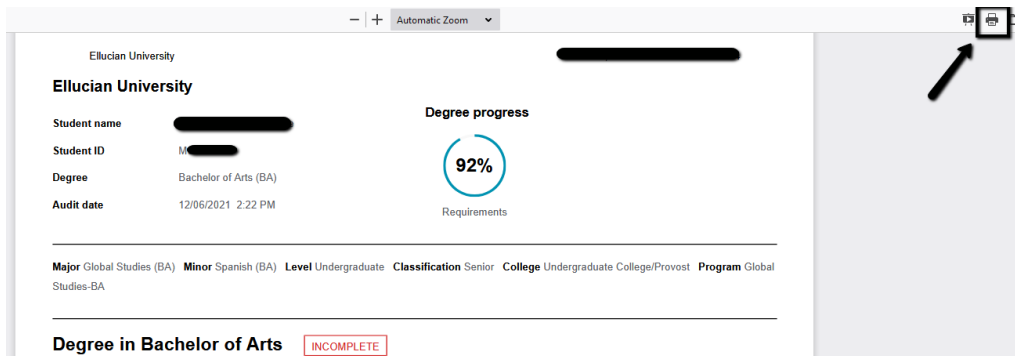 Automatic Zoom
Ellucian University
Ellucian University
Degree progress
Student name
Student ID M
92%
Degree Bachelor of Arts (BA)
Audit date 12/06/2021 2:22 PM
Requirements
Major Global Studies (BA) Minor Spanish (BA) Level Undergraduate Classification Senior College Undergraduate College/Provost Program Global
Studies-BA
Degree in Bachelor of Arts INCOMPLETE